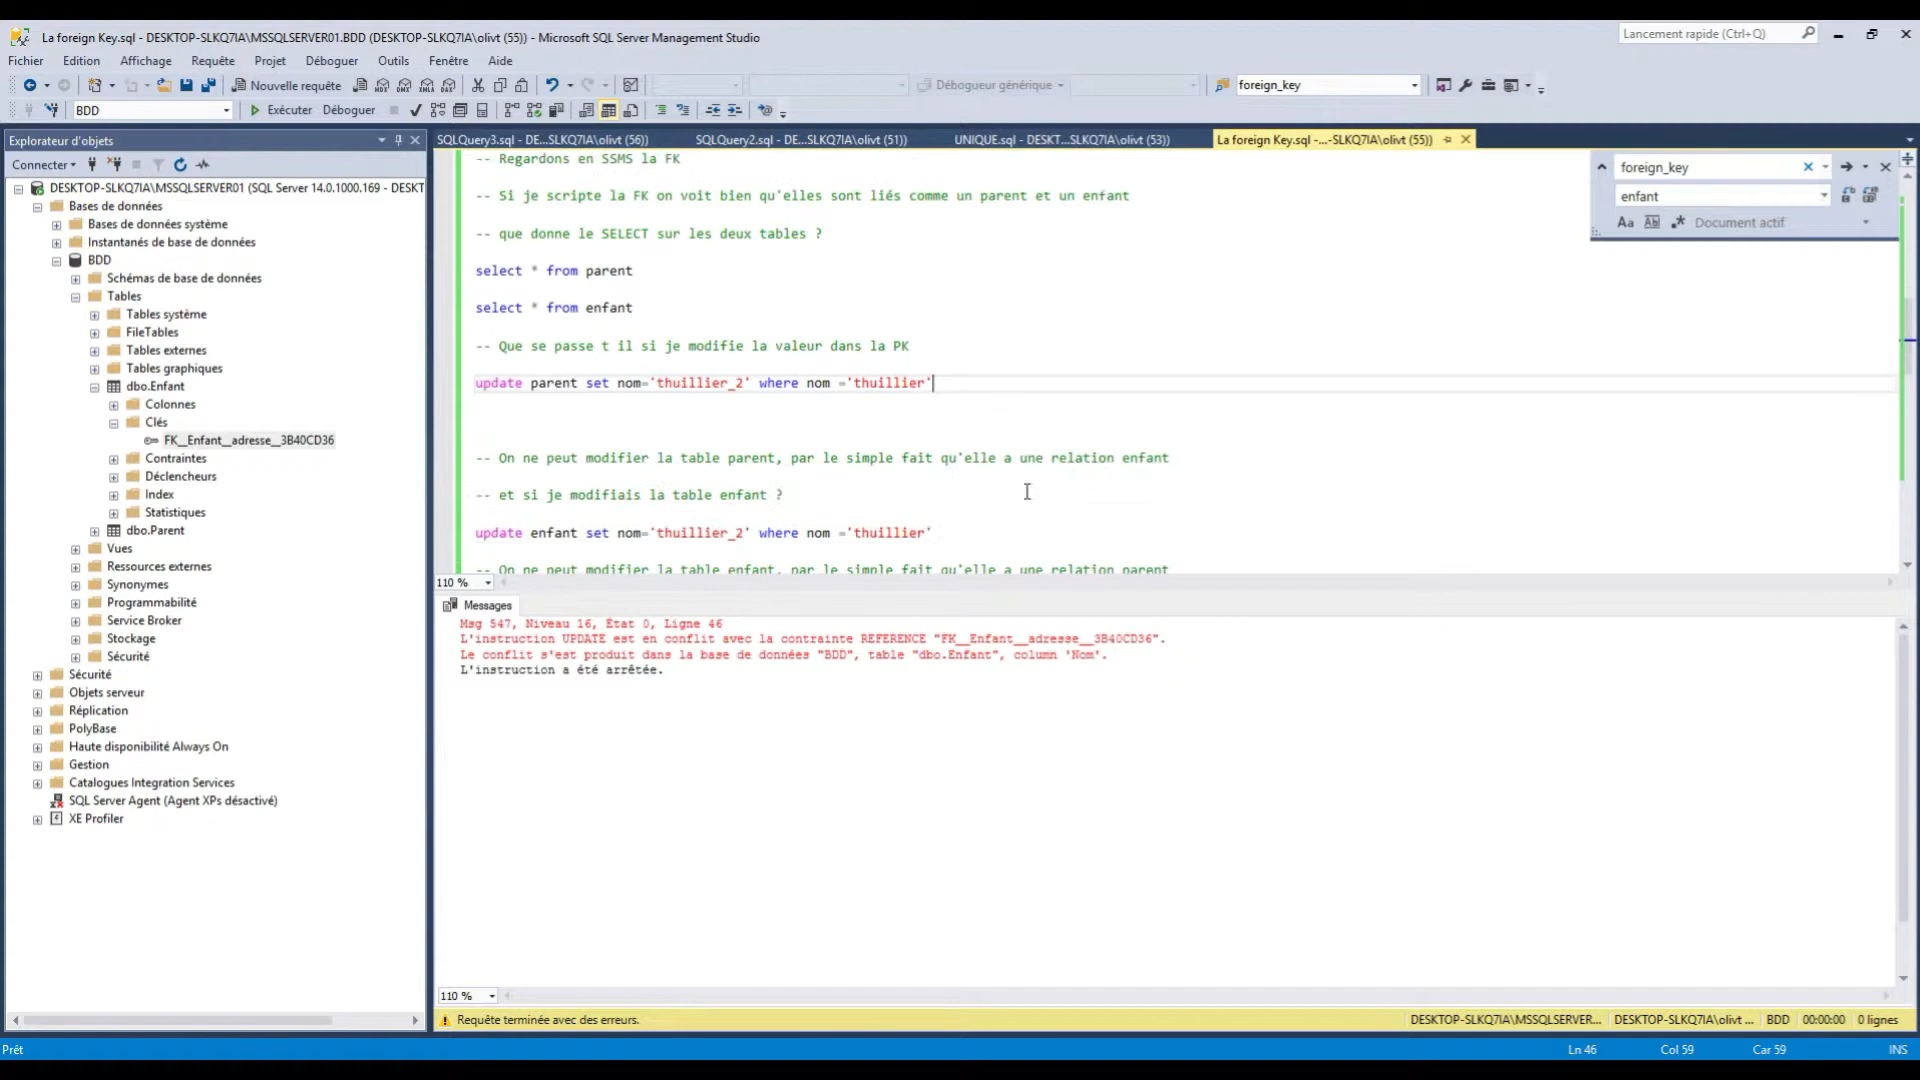 La foreign Key.sql - DESKTOP-SLKQ7IA\MSSQLSERVER01.BDD (DESKTOP-SLKQ7IA\olivt (55)) - Microsoft SQL Server Management Studio
Lancement rapide (Ctrl+Q)
Fichier Edition Affichage Requête Projet Déboguer Outils Fenêtre Aide
Nouvelle requête
Débogueur générique
foreign_key
BDD
Exécuter Déboguer
Explorateur d'objets
Connecter
DESKTOP-SLKQ7IA\MSSQLSERVER01 (SQL Server 14.0.1000.169 - DESKT
Bases de données
Bases de données système
Instantanés de base de données
BDD
Schémas de base de données
Tables
Tables système
FileTables
Tables externes
Tables graphiques
dbo.Enfant
Colonnes
Clés
FK__Enfant__adresse__3B40CD36
Contraintes
Déclencheurs
Index
Statistiques
dbo.Parent
Vues
Ressources externes
Synonymes
Programmabilité
Service Broker
Stockage
Sécurité
Sécurité
Objets serveur
Réplication
PolyBase
Haute disponibilité Always On
Gestion
Catalogues Integration Services
SQL Server Agent (Agent XPs désactivé)
XE Profiler
SQLQuery3.sql - DE...SLKQ7IA\olivt (56))
SQLQuery2.sql - DE...SLKQ7IA\olivt (51))
UNIQUE.sql - DESKT...SLKQ7IA\olivt (53))
La foreign Key.sql -...-SLKQ7IA\olivt (55))
foreign_key
enfant
Aa Ab Document actif
-- Regardons en SSMS la FK
-- Si je scripte la FK on voit bien qu'elles sont liés comme un parent et un enfant
-- que donne le SELECT sur les deux tables ?
select * from parent
select * from enfant
-- Que se passe t il si je modifie la valeur dans la PK
update parent set nom='thuillier_2' where nom ='thuillier'
-- On ne peut modifier la table parent, par le simple fait qu'elle a une relation enfant
-- et si je modifiais la table enfant ?
update enfant set nom='thuillier_2' where nom ='thuillier'
-- On ne peut modifier la table enfant, par le simple fait qu'elle a une relation parent
110 %
Messages
Msg 547, Niveau 16, État 0, Ligne 46
L'instruction UPDATE est en conflit avec la contrainte REFERENCE "FK__Enfant__adresse__3B40CD36".
Le conflit s'est produit dans la base de données "BDD", table "dbo.Enfant", column 'Nom'.
L'instruction a été arrêtée.
110 %
Requête terminée avec des erreurs.
DESKTOP-SLKQ7IA\MSSQLSERVER... DESKTOP-SLKQ7IA\olivt ... BDD 00:00:00 0 lignes
Prêt
Ln 46 Col 59 Car 59 INS